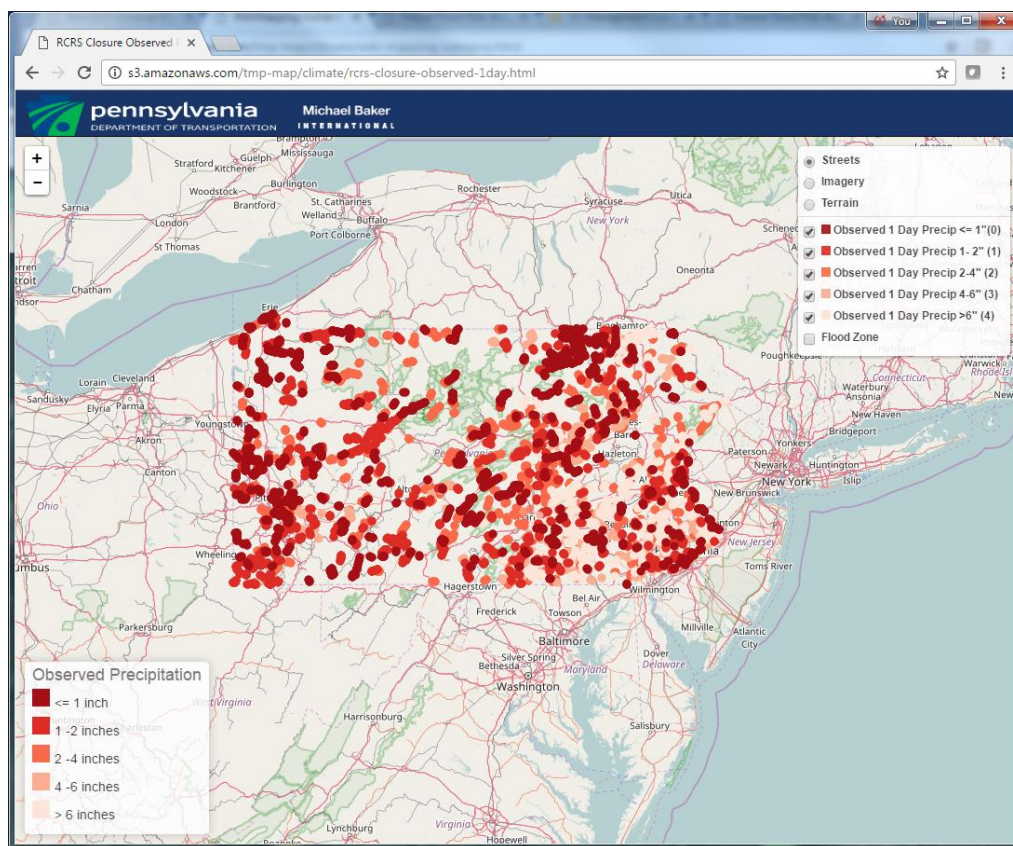 You
RCRS Closure Observed
s3.amazonaws.com/tmp-map/climate/rcrs-closure-observed-1day.html
pennsylvania
DEPARTMENT OF TRANSPORTATION
Michael Baker
INTERNATIONAL
+
−
Streets
Imagery
Terrain
Observed 1 Day Precip <= 1"(0)
Observed 1 Day Precip 1- 2" (1)
Observed 1 Day Precip 2-4" (2)
Observed 1 Day Precip 4-6" (3)
Observed 1 Day Precip >6" (4)
Flood Zone
Brampton
Stratford
Guelph
Mississauga
Kitchener
Woodstock
Burlington
Brantford
St. Catharines
Welland
Buffalo
Port Colborne
Sarnia
London
St Thomas
Chatham
Rochester
Syracuse
Utica
New York
Oneonta
Erie
Binghamton
Poughkeepsie
Connecticut
Warwick
Waterbury
Ansonia
New Haven
Bridgeport
Lorain
Cleveland
Sandusky
Elyria
Parma
Akron
Canton
Youngstown
Ohio
Hazleton
Paterson
Yonkers
Newark
Huntington
New York
Islip
New Brunswick
New Jersey
Toms River
Wheeling
Hagerstown
Wilmington
Bel Air
Frederick
Towson
Millville
Atlantic
City
Parkersburg
Baltimore
Dover
Delaware
Silver Spring
Bethesda
Maryland
Washington
Harrisonburg
Salisbury
Lynchburg
Virginia
Hopewell
Observed Precipitation
<= 1 inch
1 -2 inches
2 -4 inches
4 -6 inches
> 6 inches